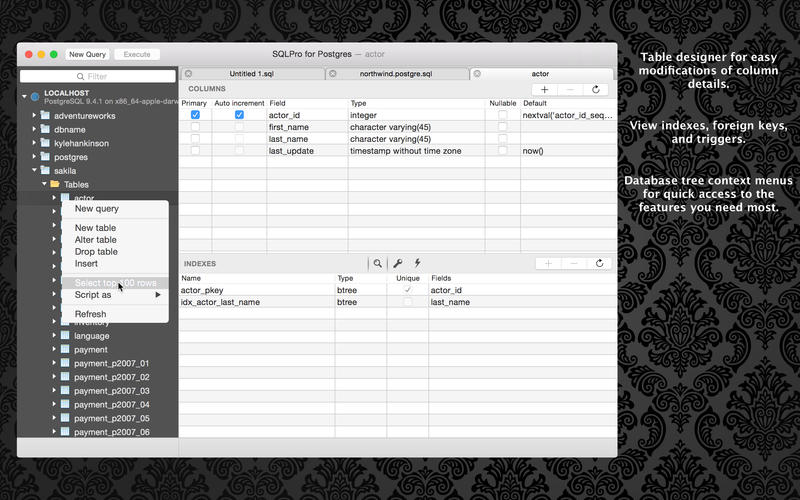 SQLPro for Postgres — actor
New Query
Execute
Filter
Untitled 1.sql
northwind.postgre.sql
actor
LOCALHOST
PostgreSQL 9.4.1 on x86_64-apple-darw
adventureworks
dbname
kylehankinson
postgres
sakila
Tables
actor
New query
New table
Alter table
Drop table
Insert
Select top 100 rows
Script as
Refresh
inventory
language
payment
payment_p2007_01
payment_p2007_02
payment_p2007_03
payment_p2007_04
payment_p2007_05
payment_p2007_06
COLUMNS
Primary Auto increment Field Type Nullable Default
actor_id integer nextval('actor_id_seq...
first_name character varying(45)
last_name character varying(45)
last_update timestamp without time zone now()
INDEXES
Name Type Unique Fields
actor_pkey btree actor_id
idx_actor_last_name btree last_name
Table designer for easy
modifications of column
details.
View indexes, foreign keys,
and triggers.
Database tree context menus
for quick access to the
features you need most.